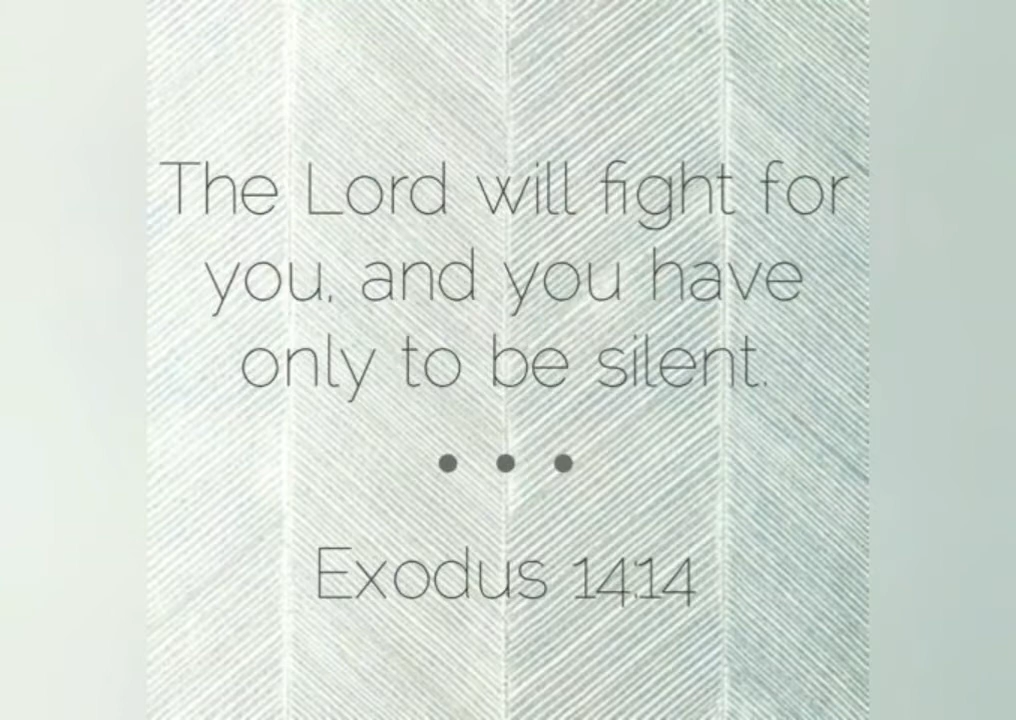 The Lord will fight for
you, and you have
only to be silent.
Exodus 14:14